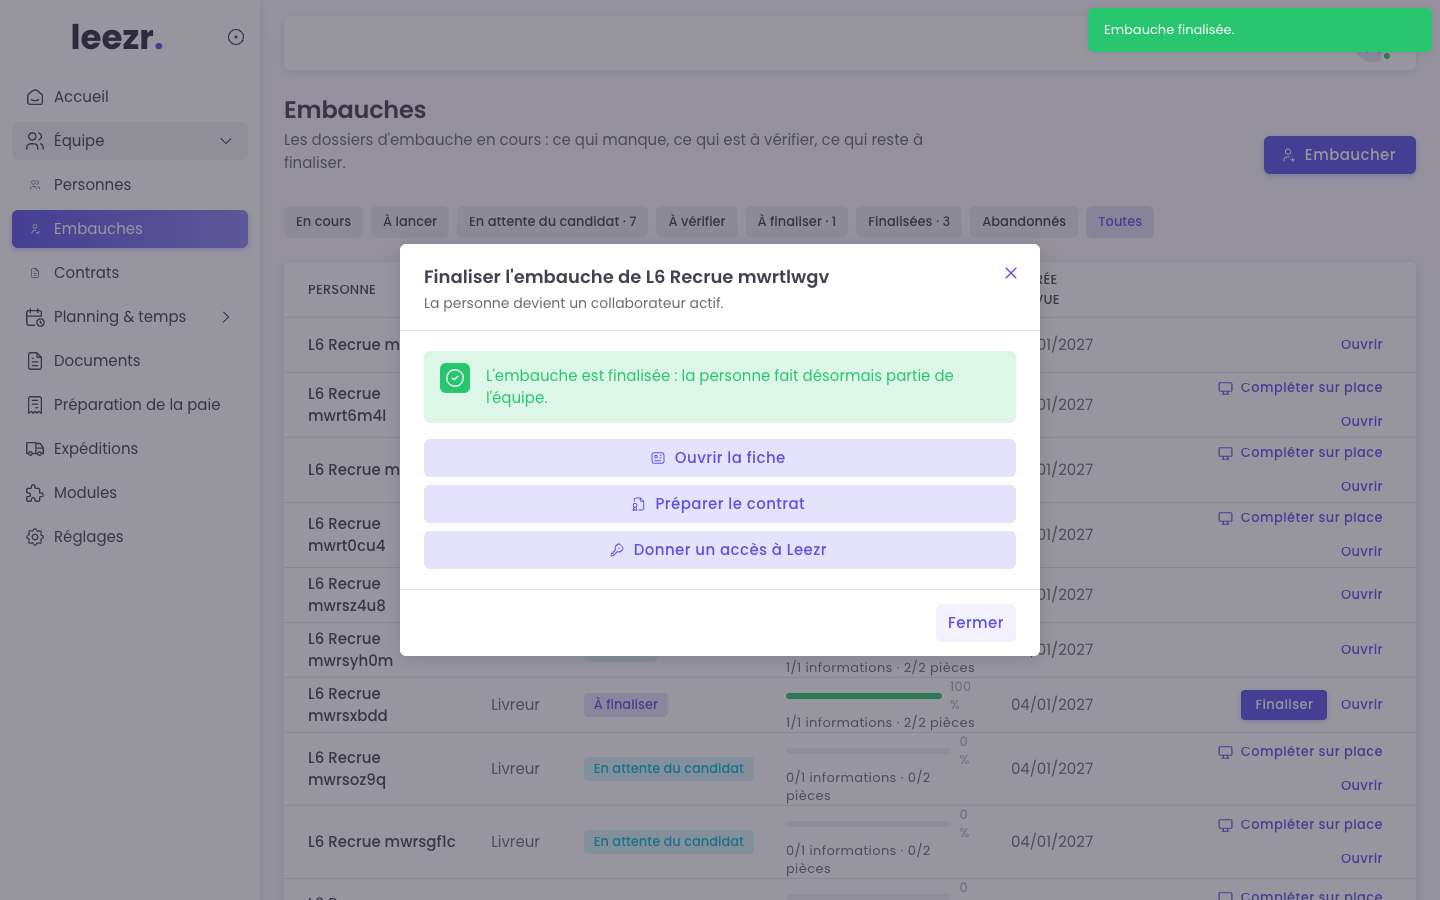 leezr.
Embauche finalisée.
Accueil
Équipe
Personnes
Embauches
Contrats
Planning & temps
Documents
Préparation de la paie
Expéditions
Modules
Réglages
Embauches
Les dossiers d'embauche en cours : ce qui manque, ce qui est à vérifier, ce qui reste à
finaliser.
Embaucher
En cours
À lancer
En attente du candidat · 7
À vérifier
À finaliser · 1
Finalisées · 3
Abandonnés
Toutes
PERSONNE
Finaliser l'embauche de L6 Recrue mwrtlwgv
La personne devient un collaborateur actif.
L'embauche est finalisée : la personne fait désormais partie de
l'équipe.
Ouvrir la fiche
Préparer le contrat
Donner un accès à Leezr
Fermer
L6 Recrue
01/2027
Ouvrir
L6 Recrue
mwrt6m4l
01/2027
Compléter sur place
Ouvrir
L6 Recrue
01/2027
Compléter sur place
Ouvrir
L6 Recrue
mwrt0cu4
01/2027
Compléter sur place
Ouvrir
L6 Recrue
mwrsz4u8
01/2027
Ouvrir
L6 Recrue
mwrsyh0m
1/1 informations · 2/2 pièces
01/2027
Ouvrir
L6 Recrue
mwrsxbdd
Livreur
À finaliser
100
%
1/1 informations · 2/2 pièces
04/01/2027
Finaliser
Ouvrir
L6 Recrue
mwrsoz9q
Livreur
En attente du candidat
0
%
0/1 informations · 0/2
pièces
04/01/2027
Compléter sur place
Ouvrir
L6 Recrue mwrsgf1c
Livreur
En attente du candidat
0
%
0/1 informations · 0/2
pièces
04/01/2027
Compléter sur place
Ouvrir
0
Compléter sur place